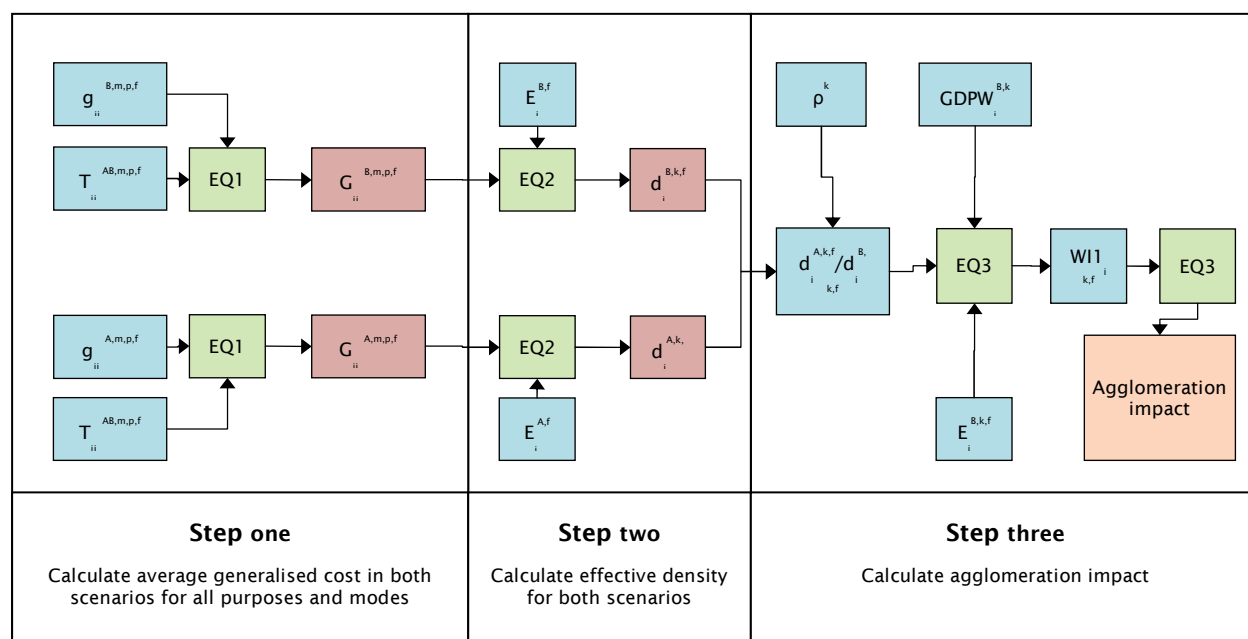 g ii B,m,p,f
T ii AB,m,p,f
EQ1
G ii B,m,p,f
g ii A,m,p,f
T ii AB,m,p,f
EQ1
G ii A,m,p,f
E i B,f
EQ2
d i B,k,f
EQ2
d i A,k,
E i A,f
ρ k
GDPW i B,k
d i A,k,f /d i B,
k,f
EQ3
WI1 i
k,f
EQ3
E i B,k,f
Agglomeration
impact
Step one
Calculate average generalised cost in both
scenarios for all purposes and modes
Step two
Calculate effective density
for both scenarios
Step three
Calculate agglomeration impact